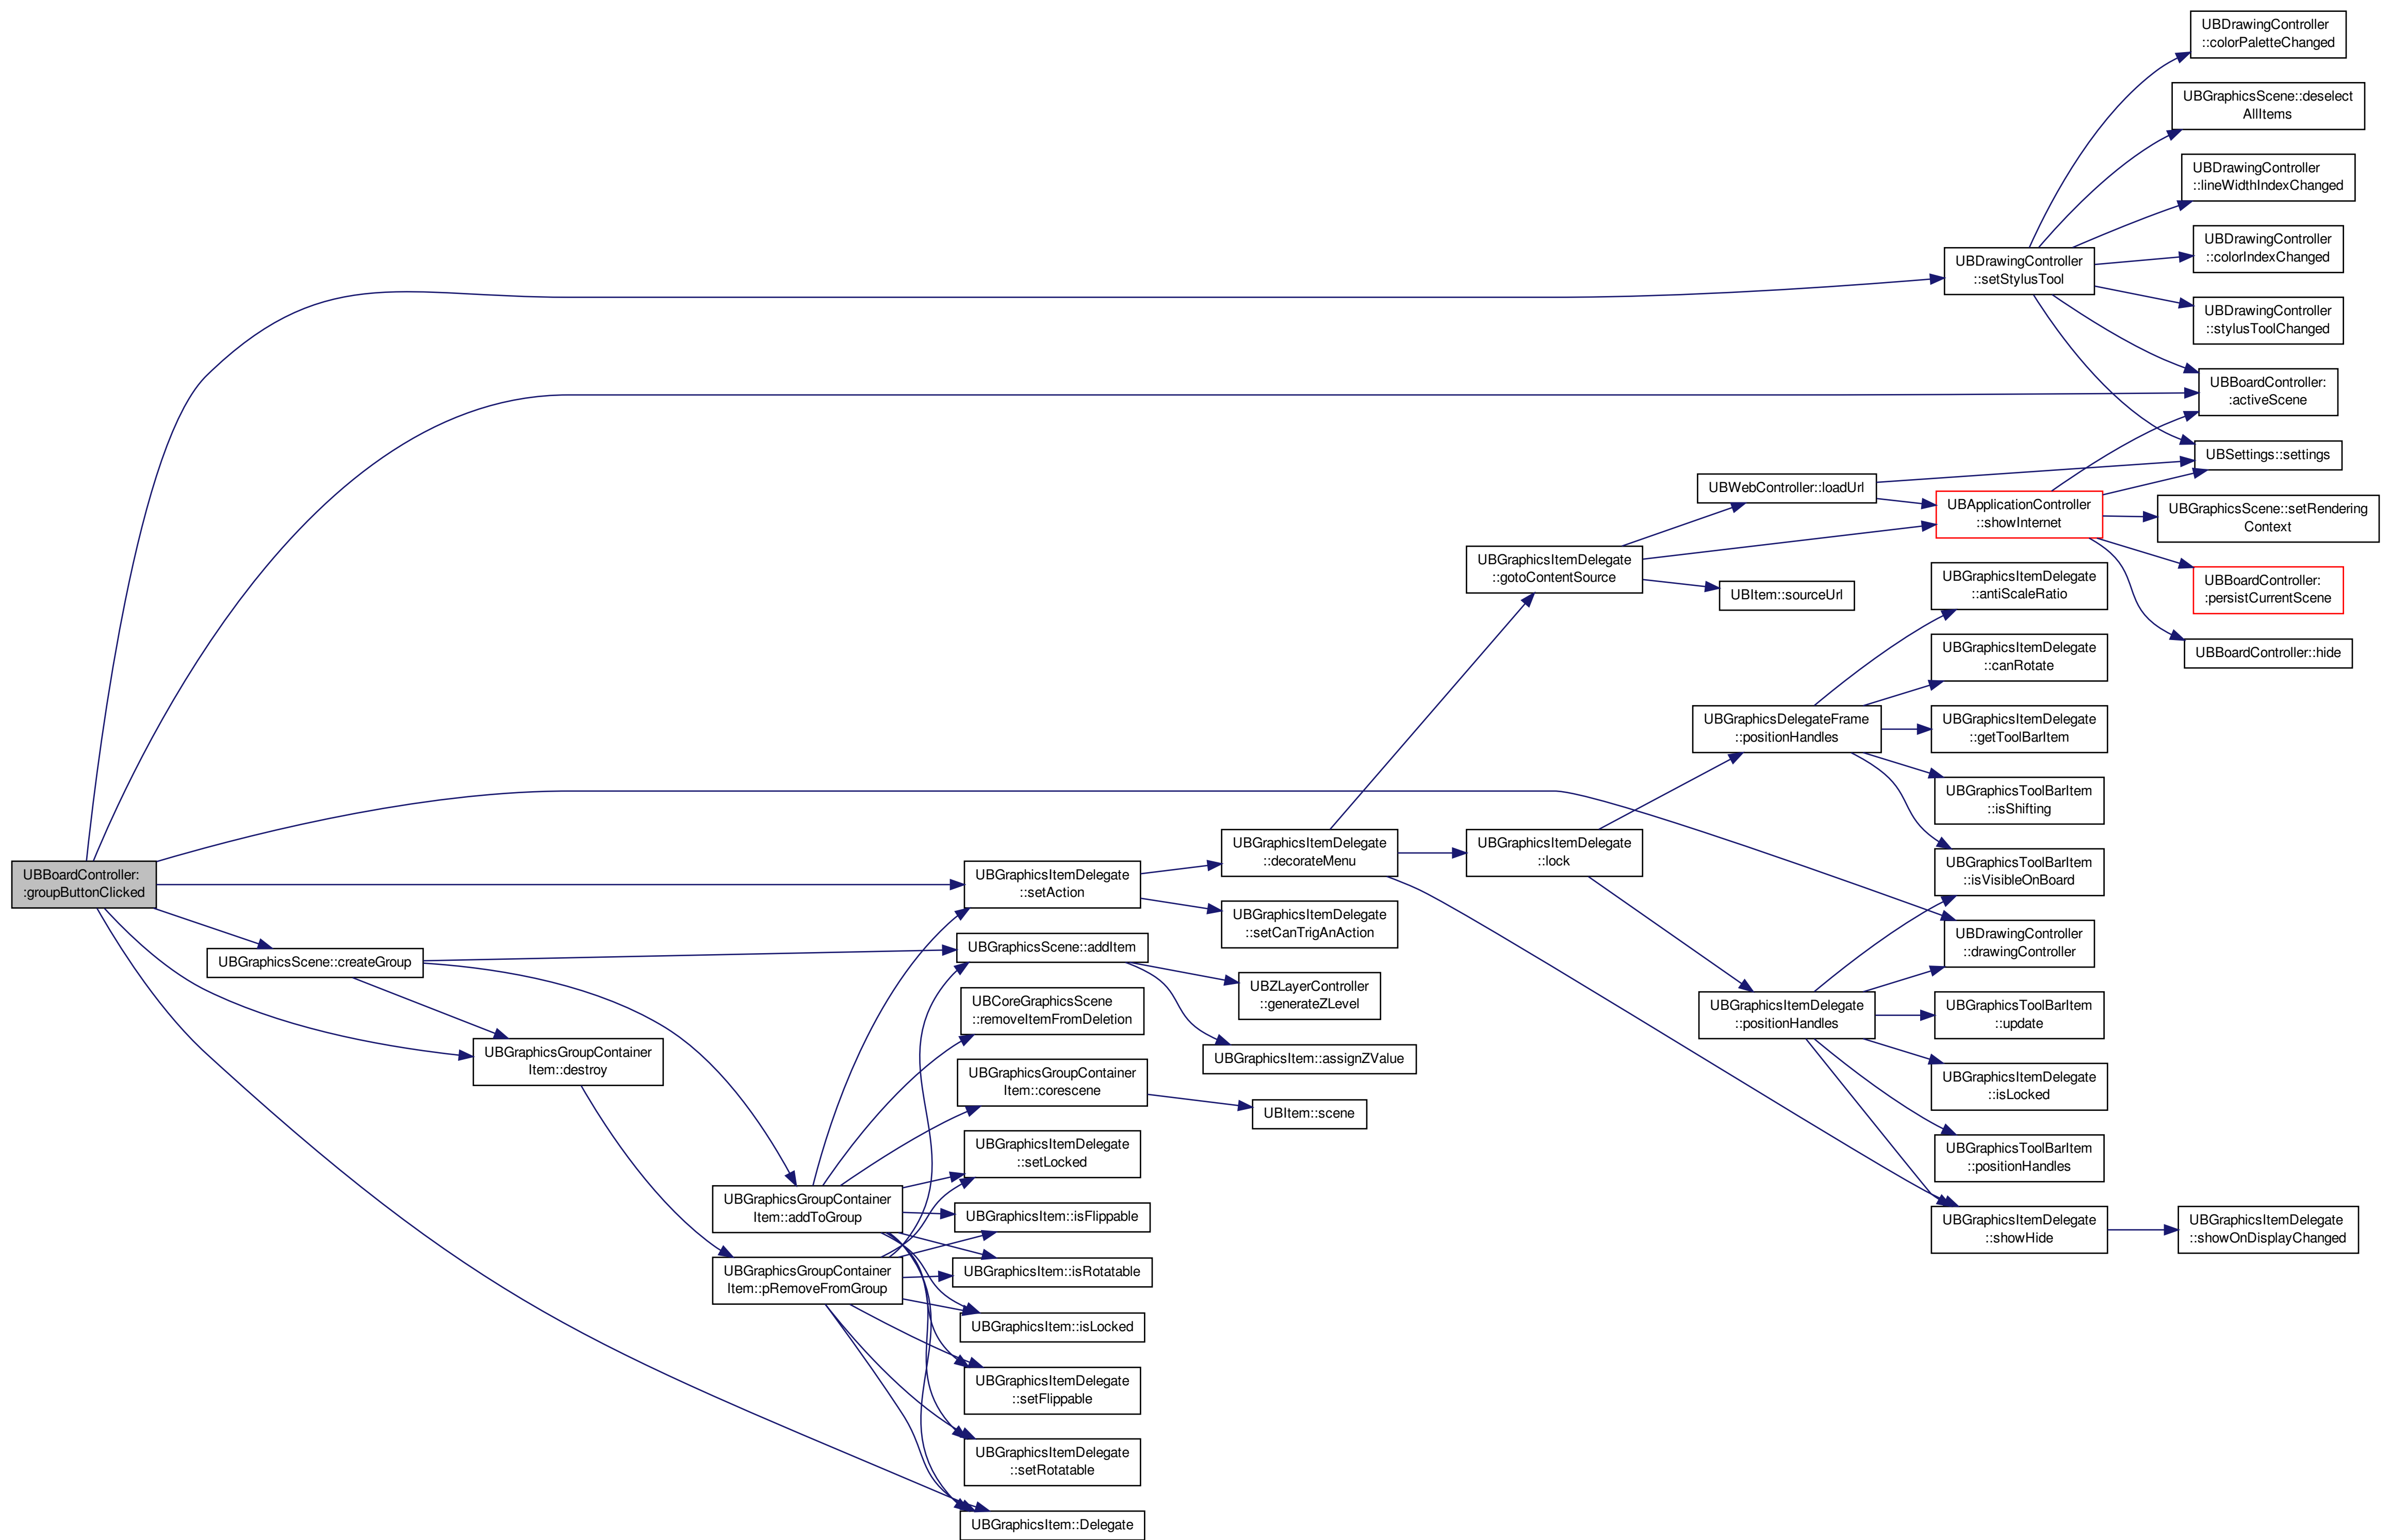 UBDrawingController
::colorPaletteChanged
UBGraphicsScene::deselect
AllItems
UBDrawingController
::lineWidthIndexChanged
UBDrawingController
::setStylusTool
UBDrawingController
::colorIndexChanged
UBDrawingController
::stylusToolChanged
UBBoardController:
:activeScene
UBSettings::settings
UBWebController::loadUrl
UBApplicationController
::showInternet
UBGraphicsScene::setRendering
Context
UBGraphicsItemDelegate
::gotoContentSource
UBItem::sourceUrl
UBGraphicsItemDelegate
::antiScaleRatio
UBBoardController:
:persistCurrentScene
UBGraphicsItemDelegate
::canRotate
UBBoardController::hide
UBGraphicsDelegateFrame
::positionHandles
UBGraphicsItemDelegate
::getToolBarItem
UBGraphicsToolBarItem
::isShifting
UBBoardController:
:groupButtonClicked
UBGraphicsItemDelegate
::setAction
UBGraphicsItemDelegate
::decorateMenu
UBGraphicsItemDelegate
::lock
UBGraphicsToolBarItem
::isVisibleOnBoard
UBGraphicsItemDelegate
::setCanTrigAnAction
UBDrawingController
::drawingController
UBGraphicsScene::createGroup
UBGraphicsScene::addItem
UBZLayerController
::generateZLevel
UBGraphicsItemDelegate
::positionHandles
UBGraphicsToolBarItem
::update
UBCoreGraphicsScene
::removeItemFromDeletion
UBGraphicsGroupContainer
Item::destroy
UBGraphicsItem::assignZValue
UBGraphicsItemDelegate
::isLocked
UBGraphicsGroupContainer
Item::corescene
UBItem::scene
UBGraphicsItemDelegate
::setLocked
UBGraphicsToolBarItem
::positionHandles
UBGraphicsGroupContainer
Item::addToGroup
UBGraphicsItem::isFlippable
UBGraphicsItemDelegate
::showHide
UBGraphicsItemDelegate
::showOnDisplayChanged
UBGraphicsGroupContainer
Item::pRemoveFromGroup
UBGraphicsItem::isRotatable
UBGraphicsItem::isLocked
UBGraphicsItemDelegate
::setFlippable
UBGraphicsItemDelegate
::setRotatable
UBGraphicsItem::Delegate